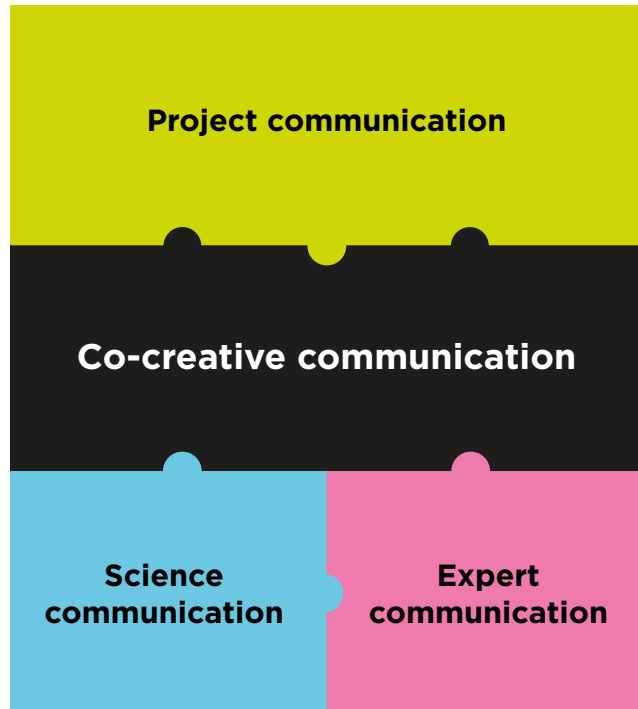 Project communication
Co-creative communication
Science
communication
Expert
communication